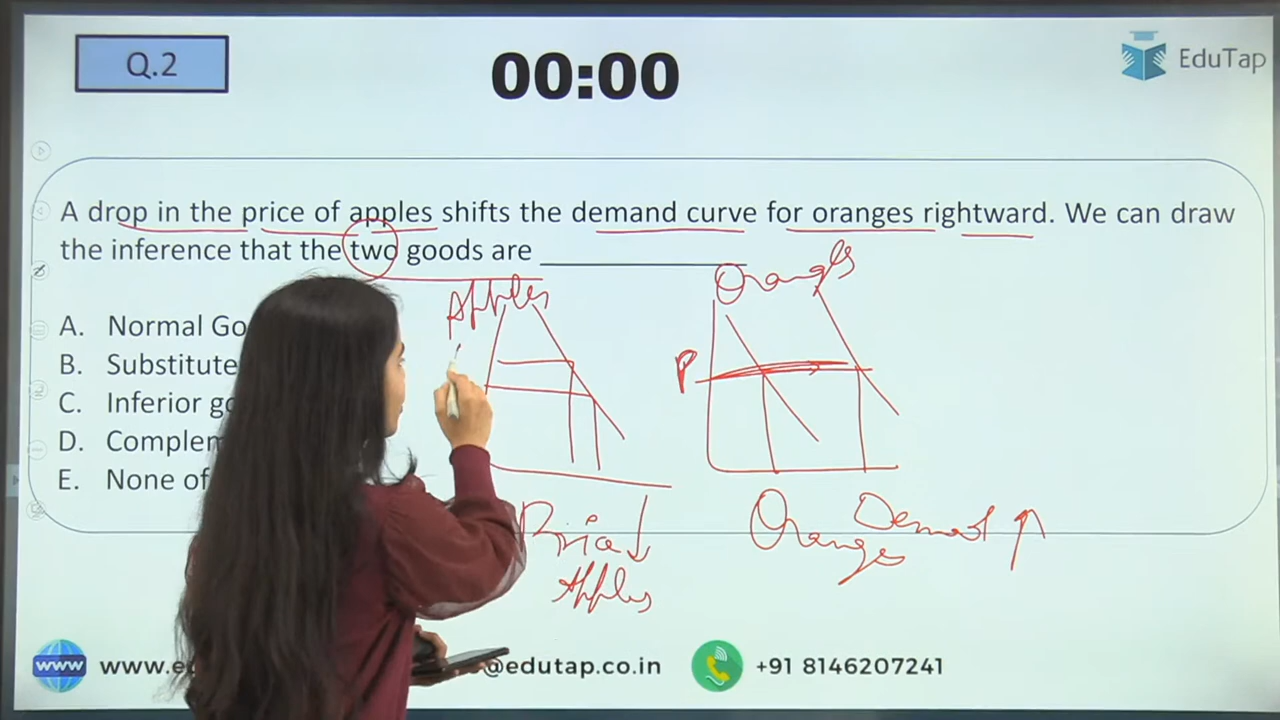 Q.2
00:00
EduTap
A drop in the price of apples shifts the demand curve for oranges rightward. We can draw
the inference that the two goods are ____________
Apples
Oranges
A. Normal Go
B. Substitute
P
C. Inferior go
D. Complem
E. None of
Price ↓
Apples
Oranges
Demand ↑
www.e
@edutap.co.in
+91 8146207241